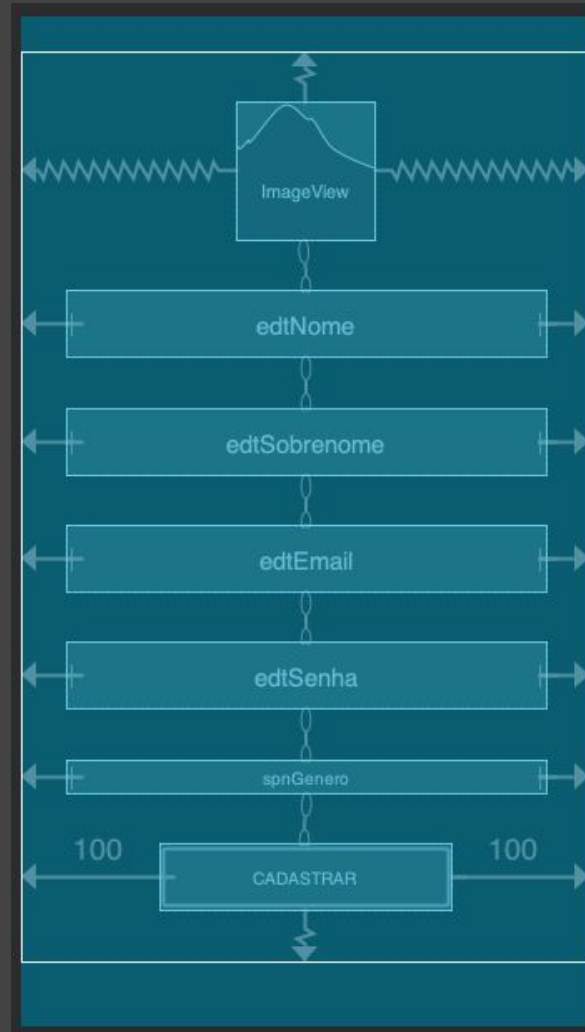 ImageView
edtNome
edtSobrenome
edtEmail
edtSenha
spnGenero
100
100
CADASTRAR